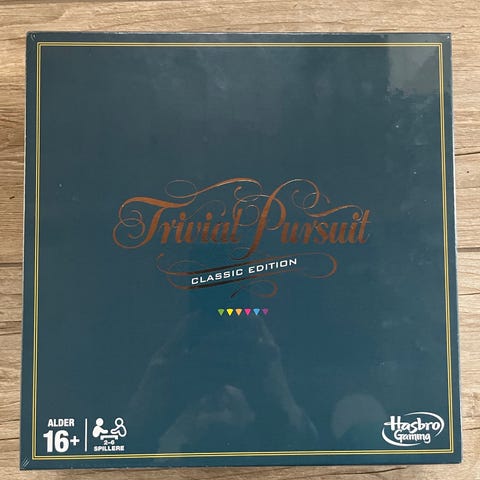 Trivial Pursuit
CLASSIC EDITION
ALDER
16+
2-6
SPILLERE
Hasbro
Gaming